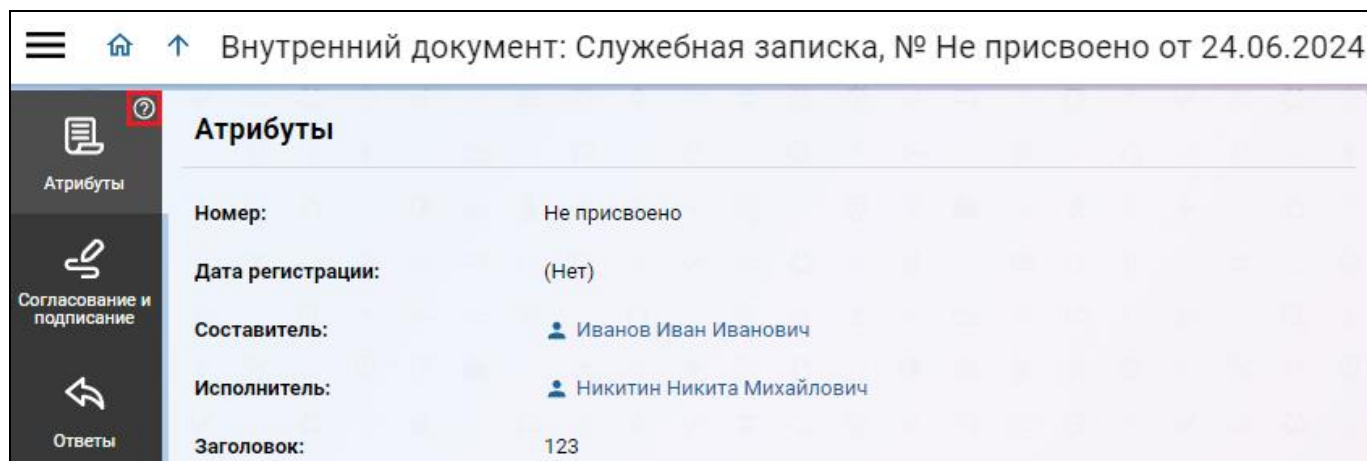 Внутренний документ: Служебная записка, № Не присвоено от 24.06.2024
Атрибуты
Согласование и
подписание
Ответы
Атрибуты
Номер: Не присвоено
Дата регистрации: (Нет)
Составитель: Иванов Иван Иванович
Исполнитель: Никитин Никита Михайлович
Заголовок: 123